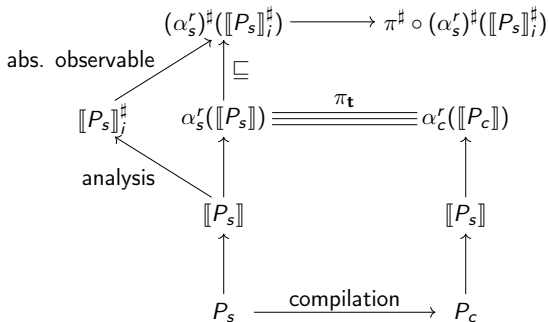 (α_s^r)^♯(⟦P_s⟧_i^♯) → π^♯ ∘ (α_s^r)^♯(⟦P_s⟧_i^♯)
abs. observable
⊑
π_t
⟦P_s⟧_i^♯ α_s^r(⟦P_s⟧) α_c^r(⟦P_c⟧)
analysis
⟦P_s⟧ ⟦P_s⟧
compilation
P_s P_c